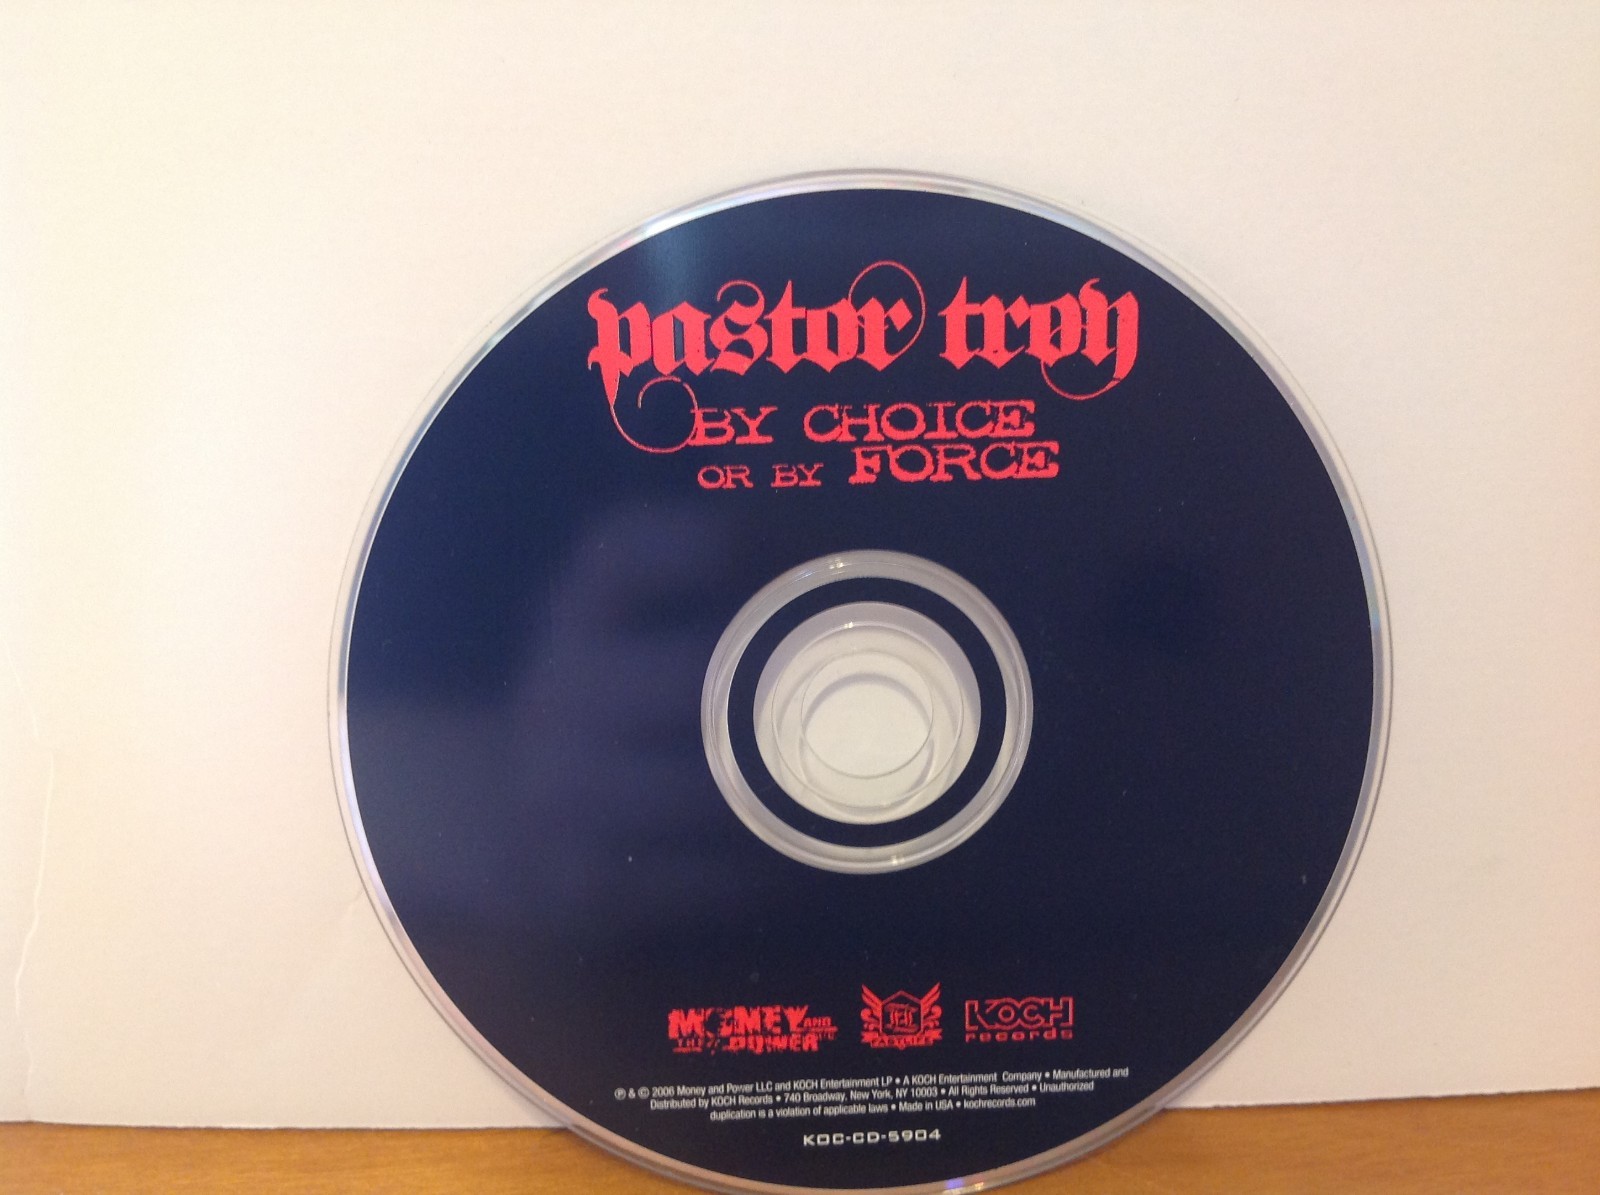 pastor troy
BY CHOICE
OR BY FORCE
MONEY AND
THE POWER
FASTLIFE
KOCH
records
℗ & © 2006 Money and Power LLC and KOCH Entertainment LP • A KOCH Entertainment Company • Manufactured and
Distributed by KOCH Records • 740 Broadway, New York, NY 10003 • All Rights Reserved • Unauthorized
duplication is a violation of applicable laws • Made in USA • kochrecords.com
KOC-CD-5904